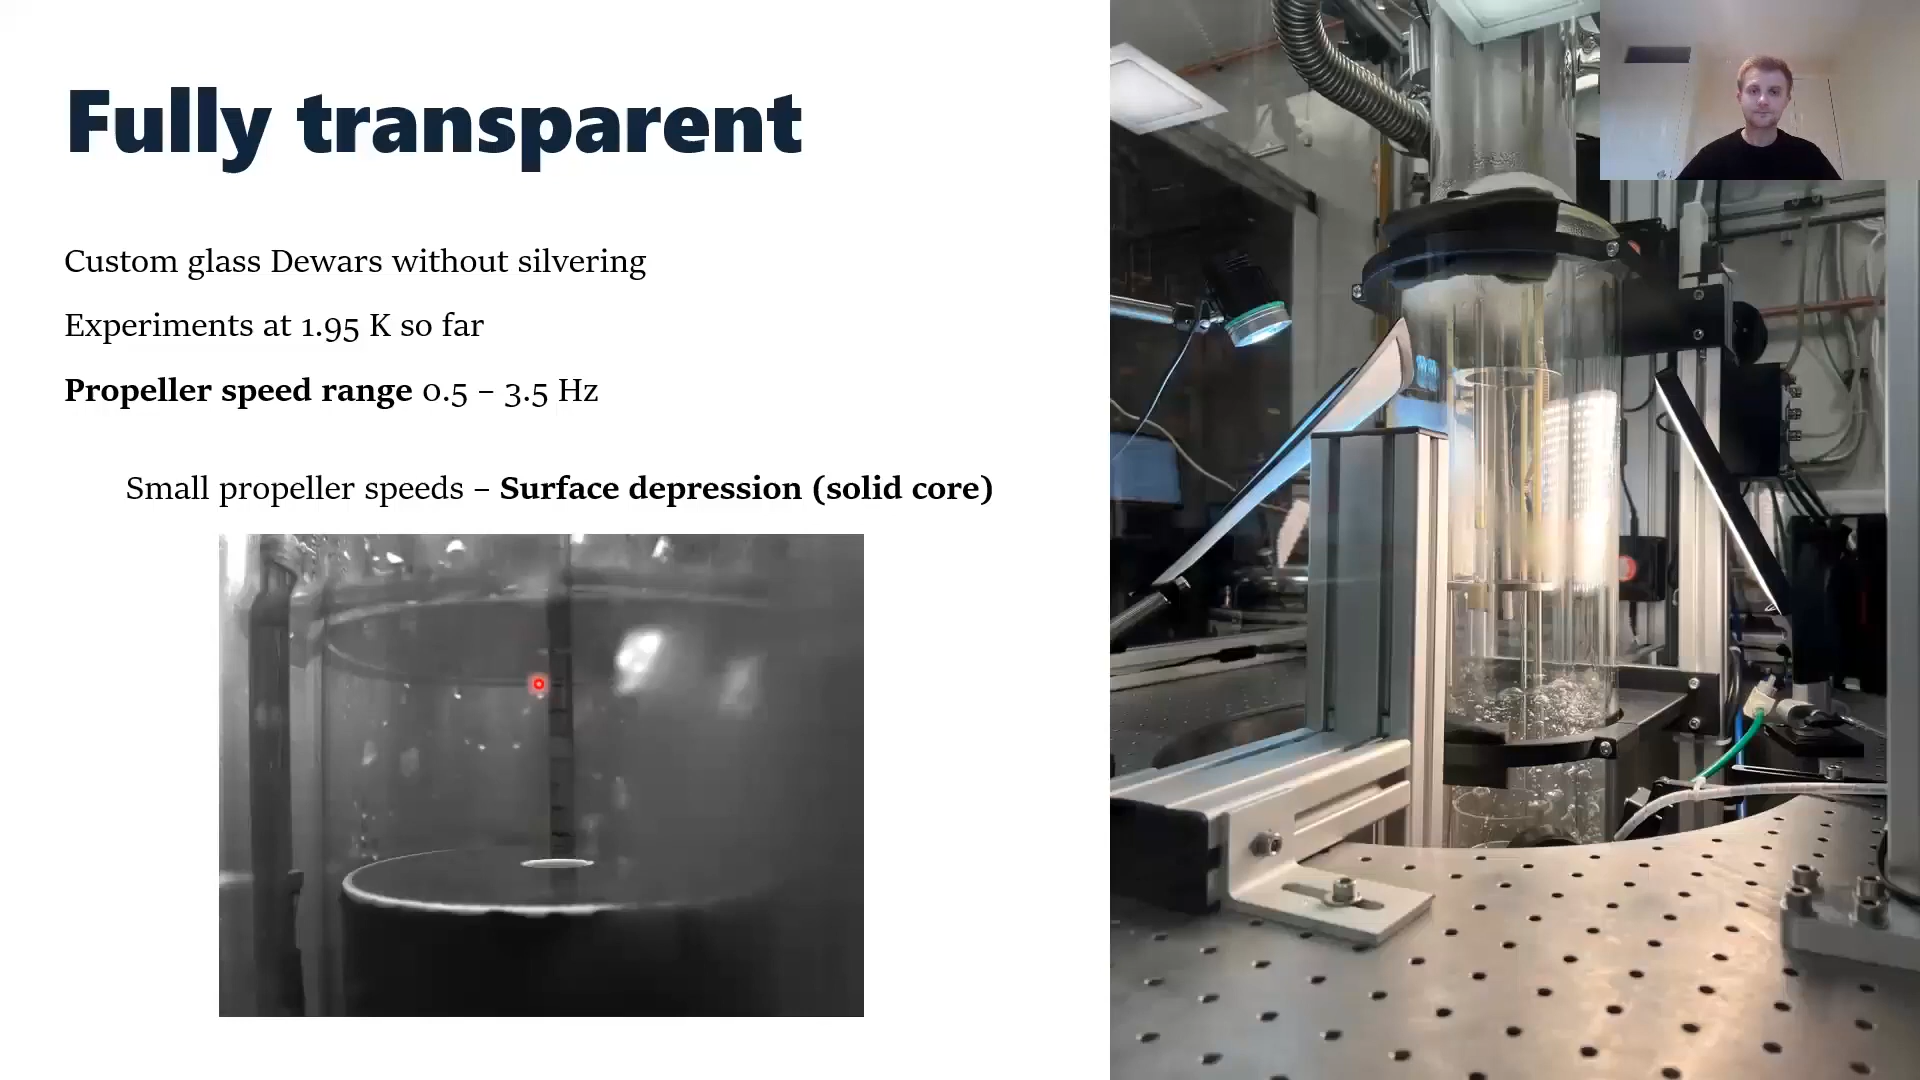 Fully transparent
Custom glass Dewars without silvering
Experiments at 1.95 K so far
Propeller speed range 0.5 – 3.5 Hz
Small propeller speeds – Surface depression (solid core)